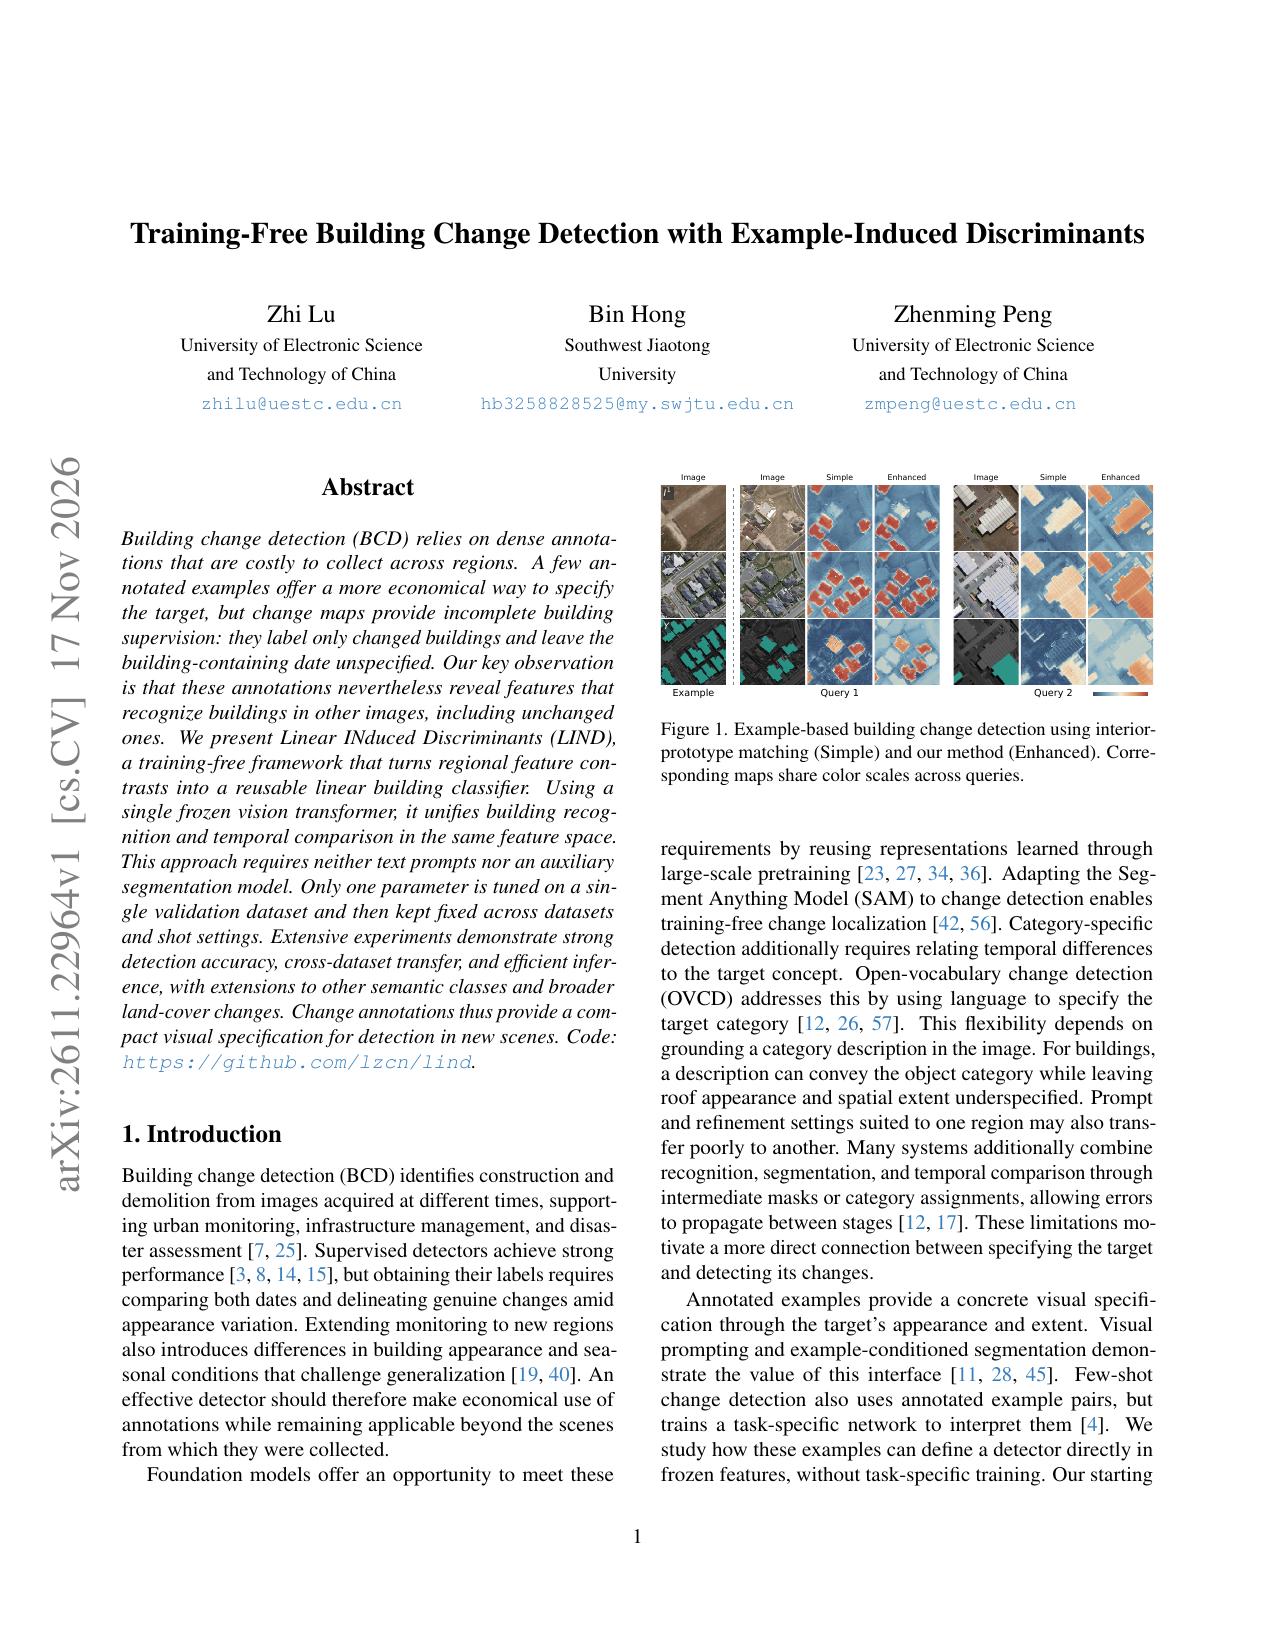 Training-Free Building Change Detection with Example-Induced Discriminants
Zhi Lu
University of Electronic Science
and Technology of China
zhilu@uestc.edu.cn
Bin Hong
Southwest Jiaotong
University
hb3258828525@my.swjtu.edu.cn
Zhenming Peng
University of Electronic Science
and Technology of China
zmpeng@uestc.edu.cn
arXiv:2611.22964v1 [cs.CV] 17 Nov 2026
Abstract
Building change detection (BCD) relies on dense annota-
tions that are costly to collect across regions. A few an-
notated examples offer a more economical way to specify
the target, but change maps provide incomplete building
supervision: they label only changed buildings and leave the
building-containing date unspecified. Our key observation
is that these annotations nevertheless reveal features that
recognize buildings in other images, including unchanged
ones. We present Linear INduced Discriminants (LIND),
a training-free framework that turns regional feature con-
trasts into a reusable linear building classifier. Using a
single frozen vision transformer, it unifies building recog-
nition and temporal comparison in the same feature space.
This approach requires neither text prompts nor an auxiliary
segmentation model. Only one parameter is tuned on a sin-
gle validation dataset and then kept fixed across datasets
and shot settings. Extensive experiments demonstrate strong
detection accuracy, cross-dataset transfer, and efficient infer-
ence, with extensions to other semantic classes and broader
land-cover changes. Change annotations thus provide a com-
pact visual specification for detection in new scenes. Code:
https://github.com/lzcn/lind.
1. Introduction
Building change detection (BCD) identifies construction and
demolition from images acquired at different times, support-
ing urban monitoring, infrastructure management, and disas-
ter assessment [7, 25]. Supervised detectors achieve strong
performance [3, 8, 14, 15], but obtaining their labels requires
comparing both dates and delineating genuine changes amid
appearance variation. Extending monitoring to new regions
also introduces differences in building appearance and sea-
sonal conditions that challenge generalization [19, 40]. An
effective detector should therefore make economical use of
annotations while remaining applicable beyond the scenes
from which they were collected.
Foundation models offer an opportunity to meet these
Image Image Simple Enhanced Image Simple Enhanced
Example Query 1 Query 2
Figure 1. Example-based building change detection using interior-
prototype matching (Simple) and our method (Enhanced). Corre-
sponding maps share color scales across queries.
requirements by reusing representations learned through
large-scale pretraining [23, 27, 34, 36]. Adapting the Seg-
ment Anything Model (SAM) to change detection enables
training-free change localization [42, 56]. Category-specific
detection additionally requires relating temporal differences
to the target concept. Open-vocabulary change detection
(OVCD) addresses this by using language to specify the
target category [12, 26, 57]. This flexibility depends on
grounding a category description in the image. For buildings,
a description can convey the object category while leaving
roof appearance and spatial extent underspecified. Prompt
and refinement settings suited to one region may also trans-
fer poorly to another. Many systems additionally combine
recognition, segmentation, and temporal comparison through
intermediate masks or category assignments, allowing errors
to propagate between stages [12, 17]. These limitations mo-
tivate a more direct connection between specifying the target
and detecting its changes.
Annotated examples provide a concrete visual specifi-
cation through the target's appearance and extent. Visual
prompting and example-conditioned segmentation demon-
strate the value of this interface [11, 28, 45]. Few-shot
change detection also uses annotated example pairs, but
trains a task-specific network to interpret them [4]. We
study how these examples can define a detector directly in
frozen features, without task-specific training. Our starting
1